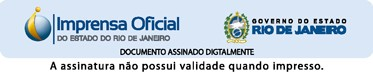 Imprensa Oficial
DO ESTADO DO RIO DE JANEIRO
GOVERNO DO ESTADO
RIO DE JANEIRO
DOCUMENTO ASSINADO DIGITALMENTE
A assinatura não possui validade quando impresso.